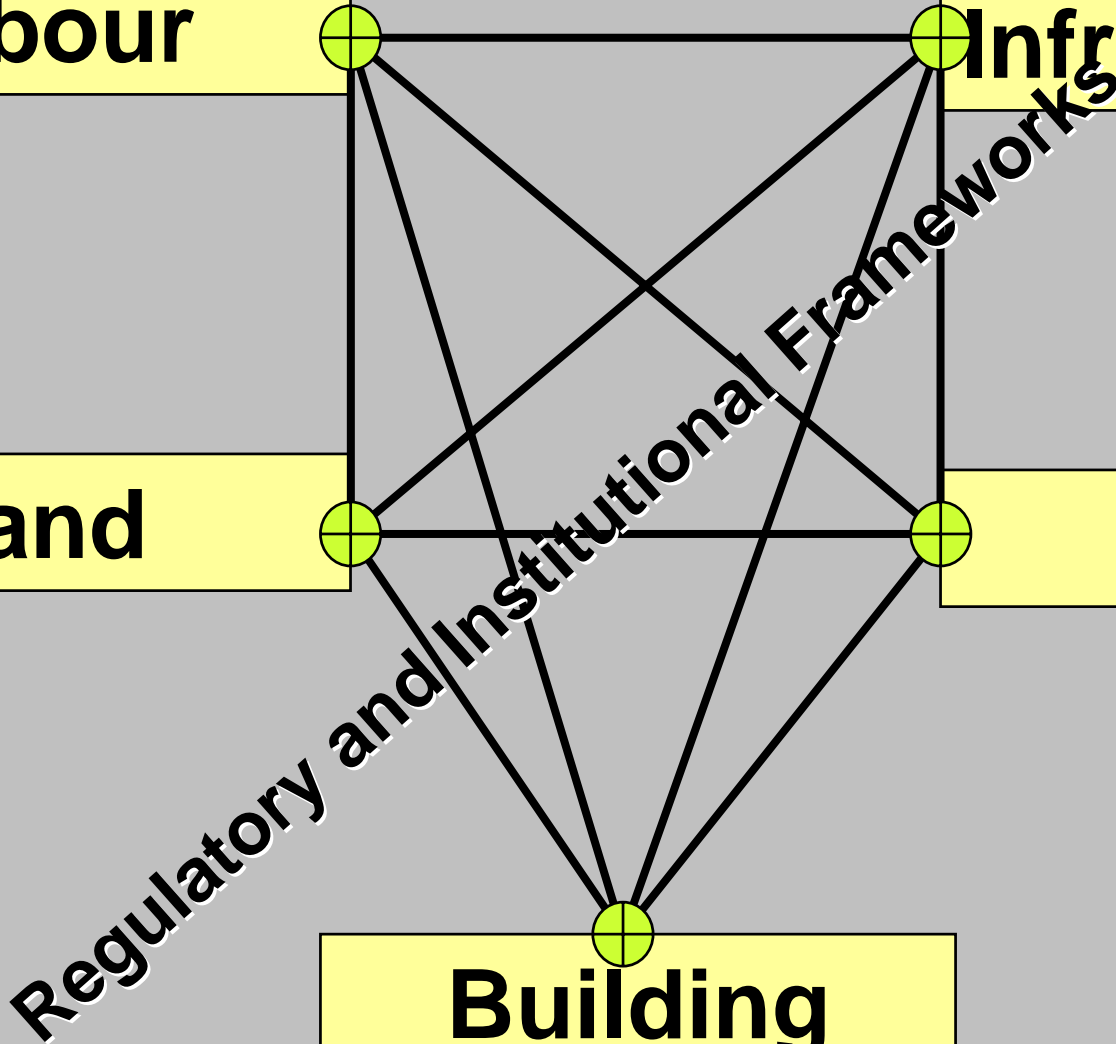 bour
Infr
Regulatory and Institutional Frameworks
and
Building